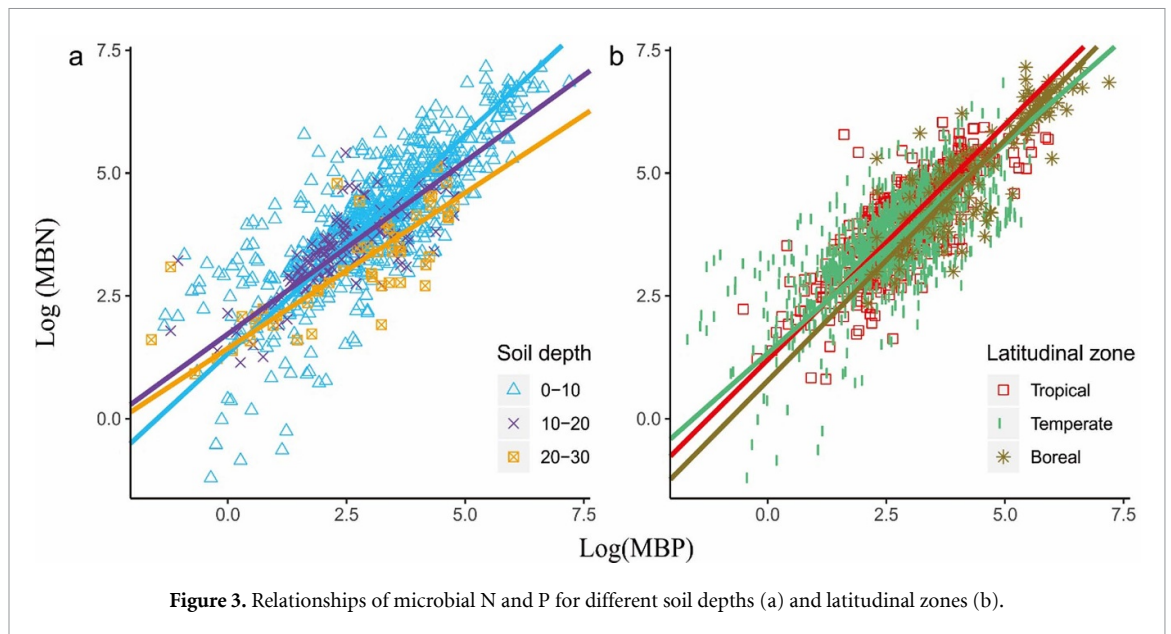 a
7.5
5.0
2.5
0.0
Log (MBN)
Soil depth
0−10
10−20
20−30
0.0 2.5 5.0 7.5
b
7.5
5.0
2.5
0.0
Latitudinal zone
Tropical
Temperate
Boreal
0.0 2.5 5.0 7.5
Log(MBP)
Figure 3. Relationships of microbial N and P for different soil depths (a) and latitudinal zones (b).